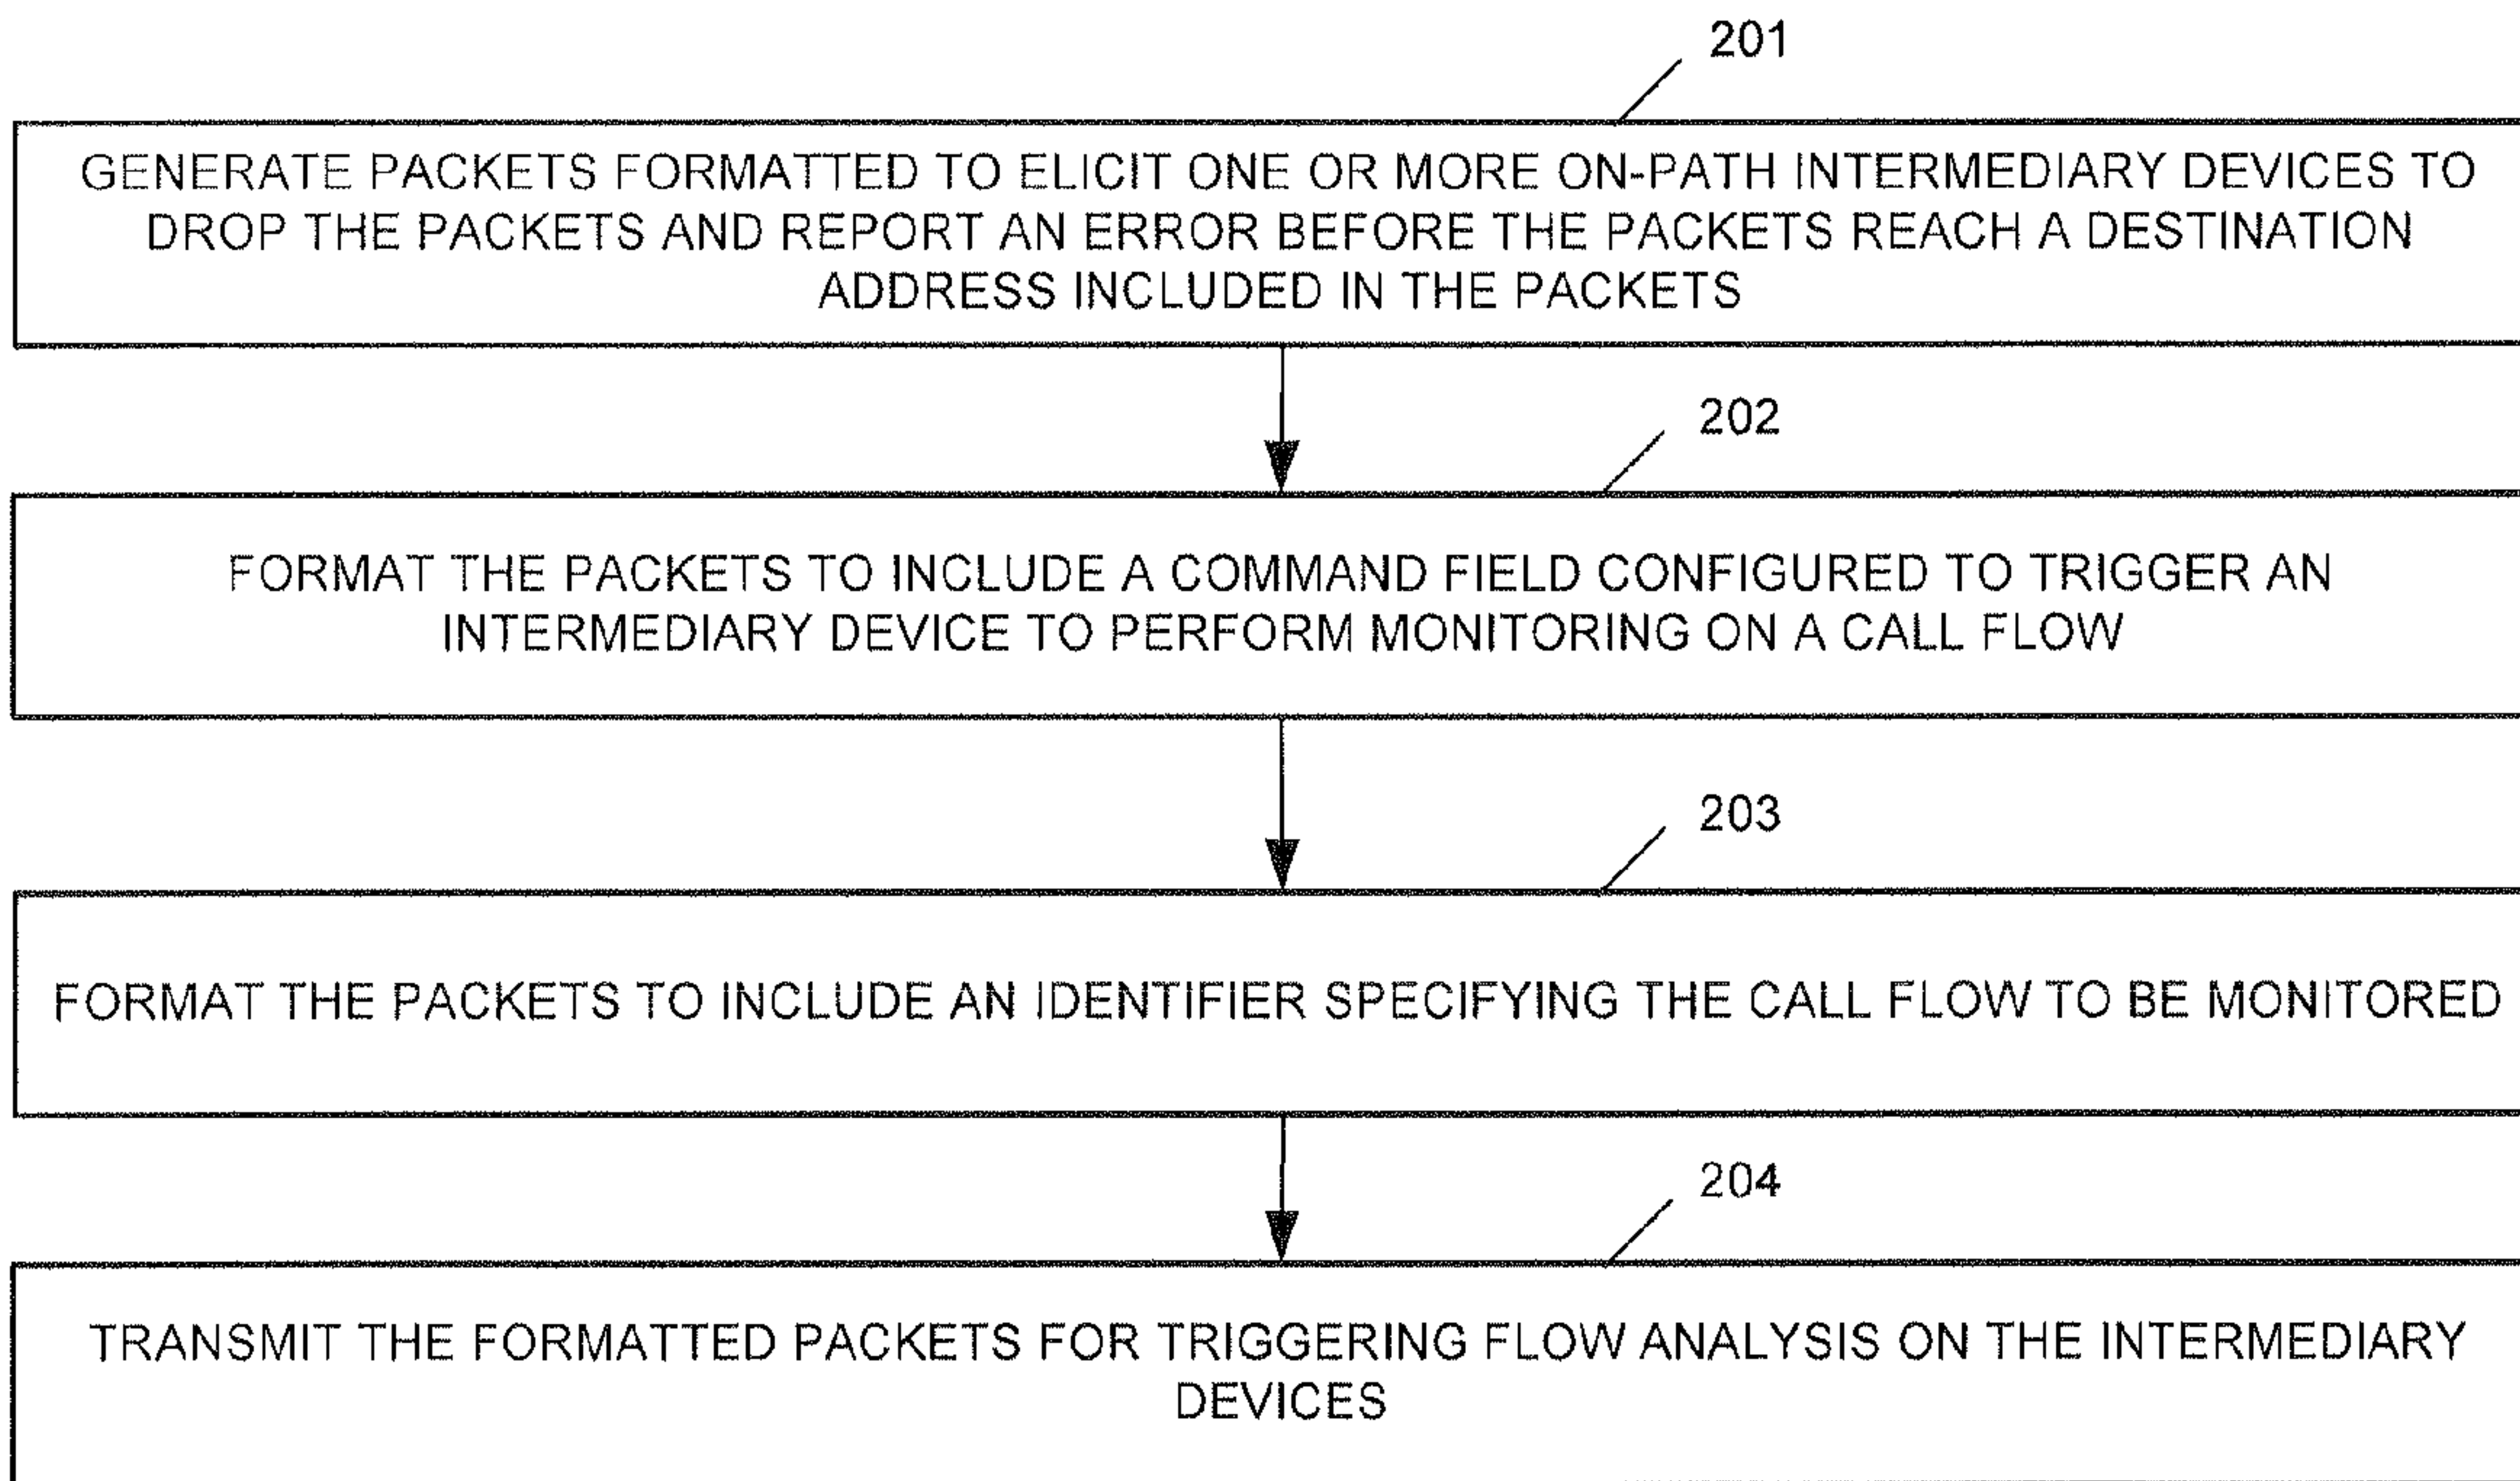 201
GENERATE PACKETS FORMATTED TO ELICIT ONE OR MORE ON-PATH INTERMEDIARY DEVICES TO
DROP THE PACKETS AND REPORT AN ERROR BEFORE THE PACKETS REACH A DESTINATION
ADDRESS INCLUDED IN THE PACKETS
202
FORMAT THE PACKETS TO INCLUDE A COMMAND FIELD CONFIGURED TO TRIGGER AN
INTERMEDIARY DEVICE TO PERFORM MONITORING ON A CALL FLOW
203
FORMAT THE PACKETS TO INCLUDE AN IDENTIFIER SPECIFYING THE CALL FLOW TO BE MONITORED
204
TRANSMIT THE FORMATTED PACKETS FOR TRIGGERING FLOW ANALYSIS ON THE INTERMEDIARY
DEVICES